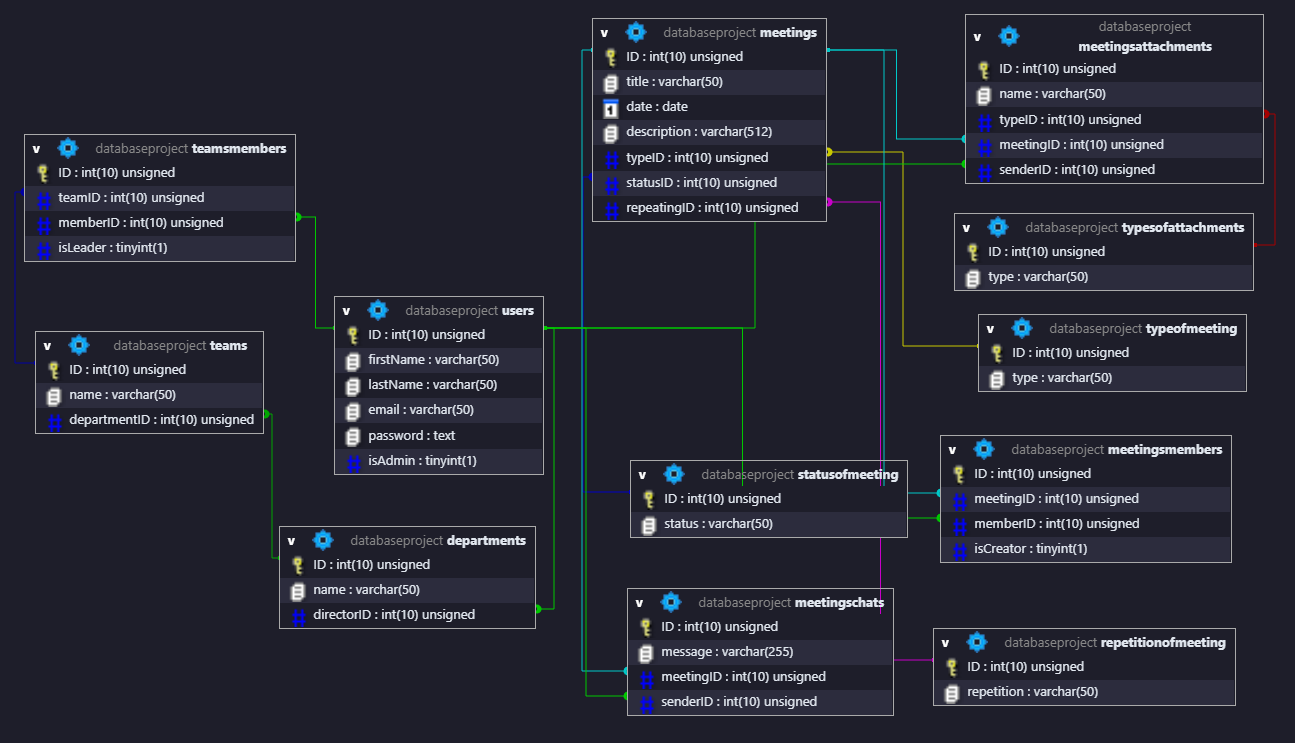 v databaseproject teamsmembers
ID : int(10) unsigned
teamID : int(10) unsigned
memberID : int(10) unsigned
isLeader : tinyint(1)
v databaseproject teams
ID : int(10) unsigned
name : varchar(50)
departmentID : int(10) unsigned
v databaseproject users
ID : int(10) unsigned
firstName : varchar(50)
lastName : varchar(50)
email : varchar(50)
password : text
isAdmin : tinyint(1)
v databaseproject departments
ID : int(10) unsigned
name : varchar(50)
directorID : int(10) unsigned
v databaseproject meetings
ID : int(10) unsigned
title : varchar(50)
date : date
description : varchar(512)
typeID : int(10) unsigned
statusID : int(10) unsigned
repeatingID : int(10) unsigned
v databaseproject
meetingsattachments
ID : int(10) unsigned
name : varchar(50)
typeID : int(10) unsigned
meetingID : int(10) unsigned
senderID : int(10) unsigned
v databaseproject typesofattachments
ID : int(10) unsigned
type : varchar(50)
v databaseproject typeofmeeting
ID : int(10) unsigned
type : varchar(50)
v databaseproject statusofmeeting
ID : int(10) unsigned
status : varchar(50)
v databaseproject meetingsmembers
ID : int(10) unsigned
meetingID : int(10) unsigned
memberID : int(10) unsigned
isCreator : tinyint(1)
v databaseproject meetingschats
ID : int(10) unsigned
message : varchar(255)
meetingID : int(10) unsigned
senderID : int(10) unsigned
v databaseproject repetitionofmeeting
ID : int(10) unsigned
repetition : varchar(50)